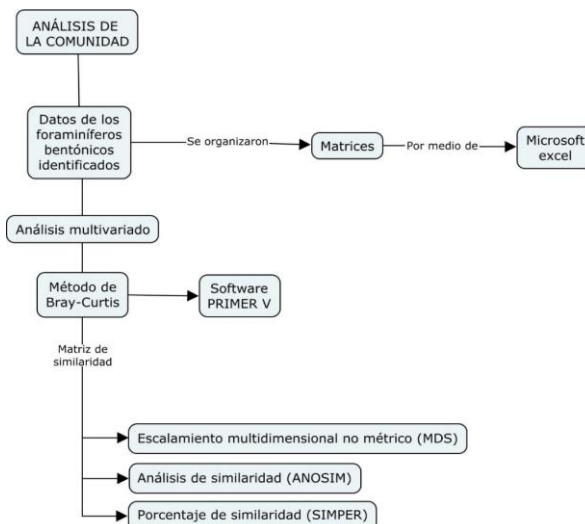 ANÁLISIS DE
LA COMUNIDAD
Datos de los
foraminíferos
bentónicos
identificados
Se organizaron
Matrices
Por medio de
Microsoft
excel
Análisis multivariado
Método de
Bray-Curtis
Software
PRIMER V
Matriz de
similaridad
Escalamiento multidimensional no métrico (MDS)
Análisis de similaridad (ANOSIM)
Porcentaje de similaridad (SIMPER)